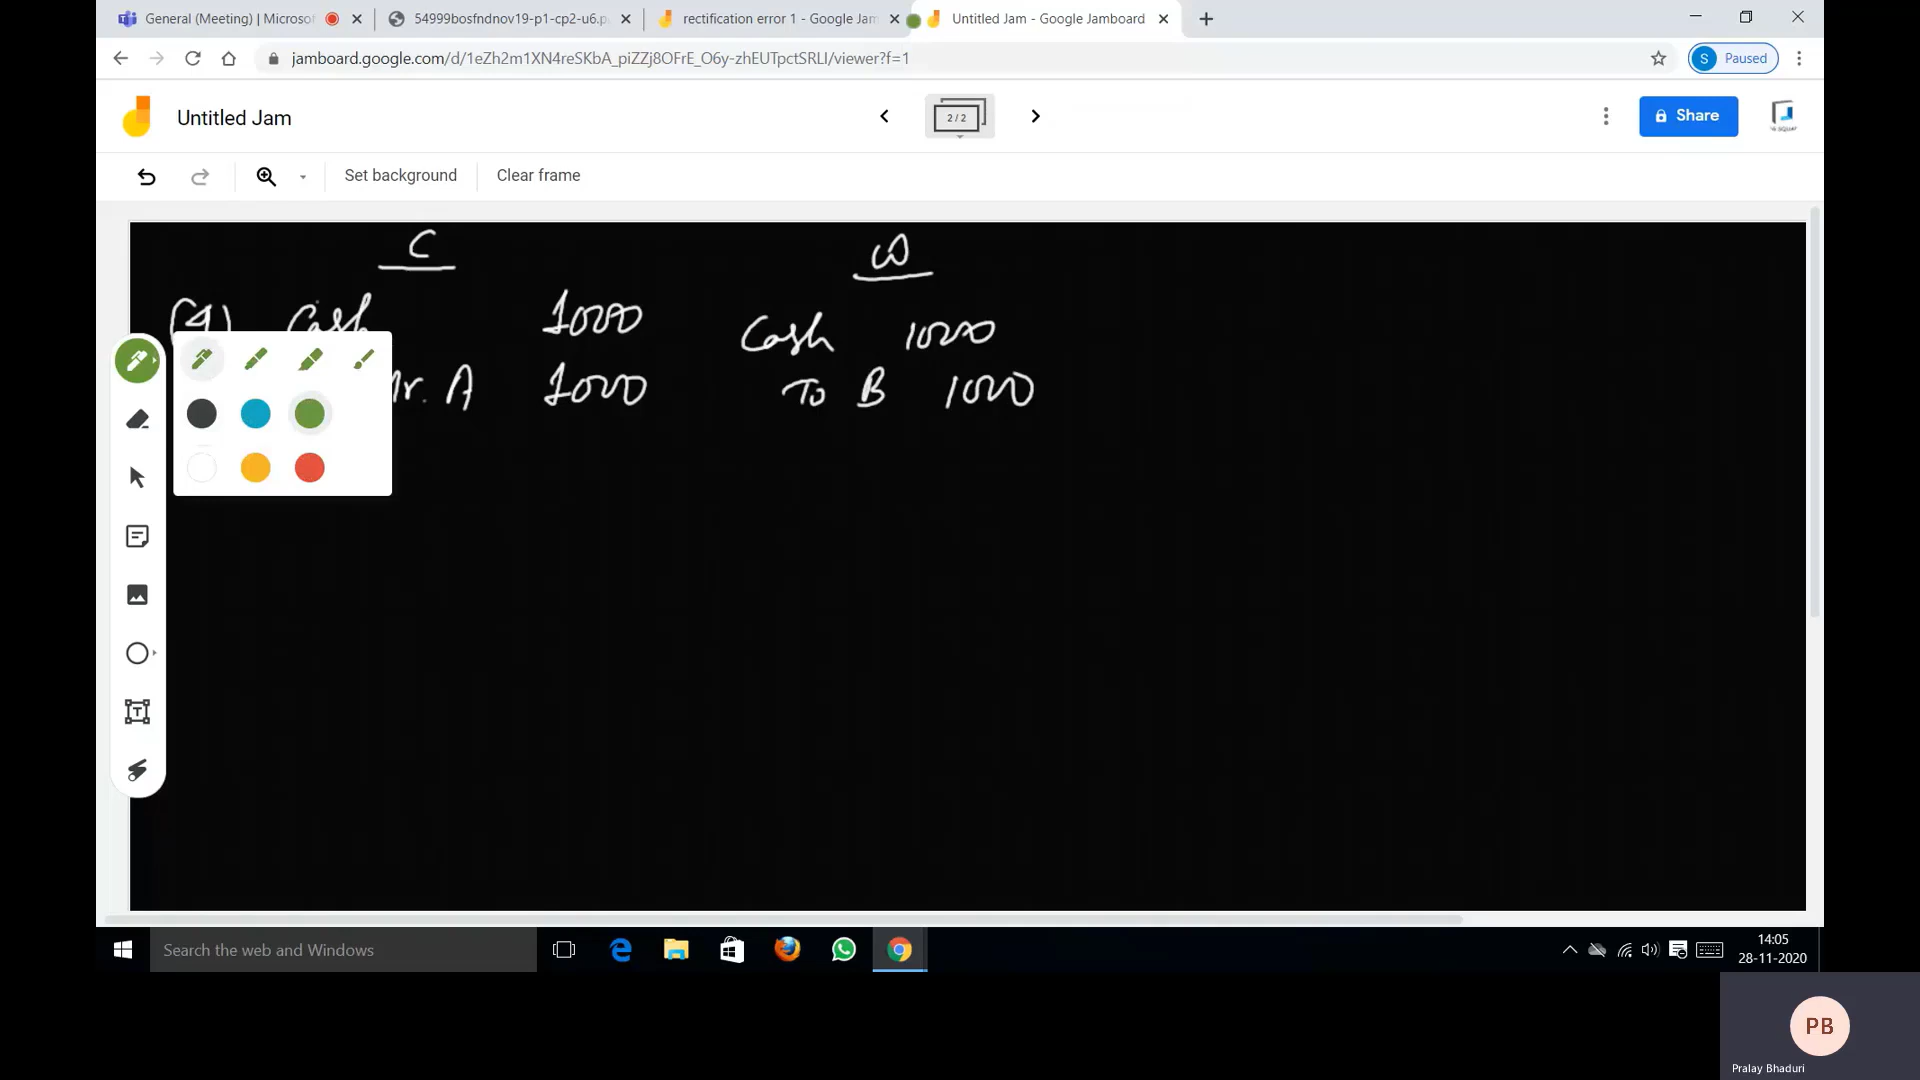 General (Meeting) | Microso
54999bosfndnov19-p1-cp2-u6.p
rectification error 1 - Google Jam
Untitled Jam - Google Jamboard
jamboard.google.com/d/1eZh2m1XN4reSKbA_piZZj8OFrE_O6y-zhEUTpctSRLI/viewer?f=1
S Paused
Untitled Jam
2 / 2
Share
Set background
Clear frame
C W
(4) Cash 1000 Cash 1000
Mr. A 1000 To B 1000
Search the web and Windows
14:05
28-11-2020
PB
Pralay Bhaduri